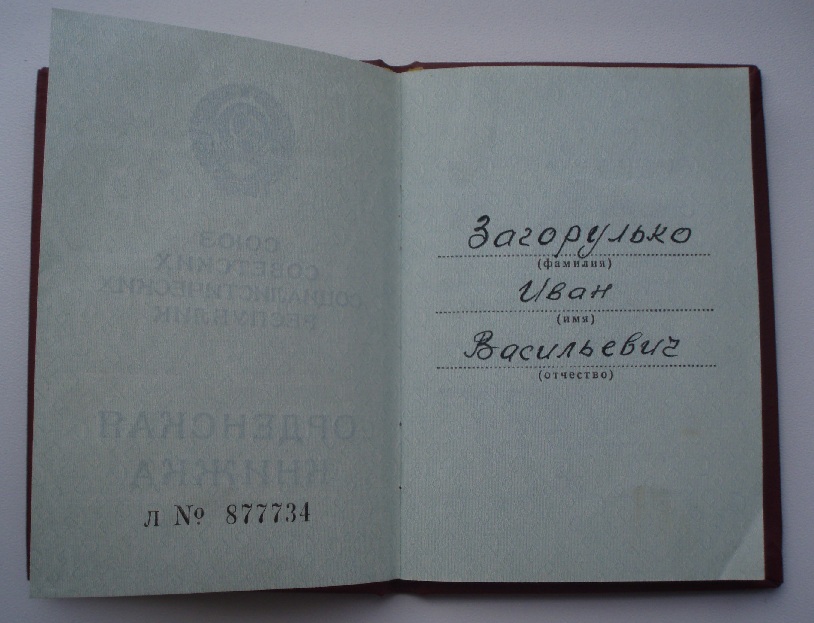 СОЮЗ
СОВЕТСКИХ
СОЦИАЛИСТИЧЕСКИХ
РЕСПУБЛИК
ОРДЕНСКАЯ
КНИЖКА
Л № 877734
Загорулько
(фамилия)
Иван
(имя)
Васильевич
(отчество)